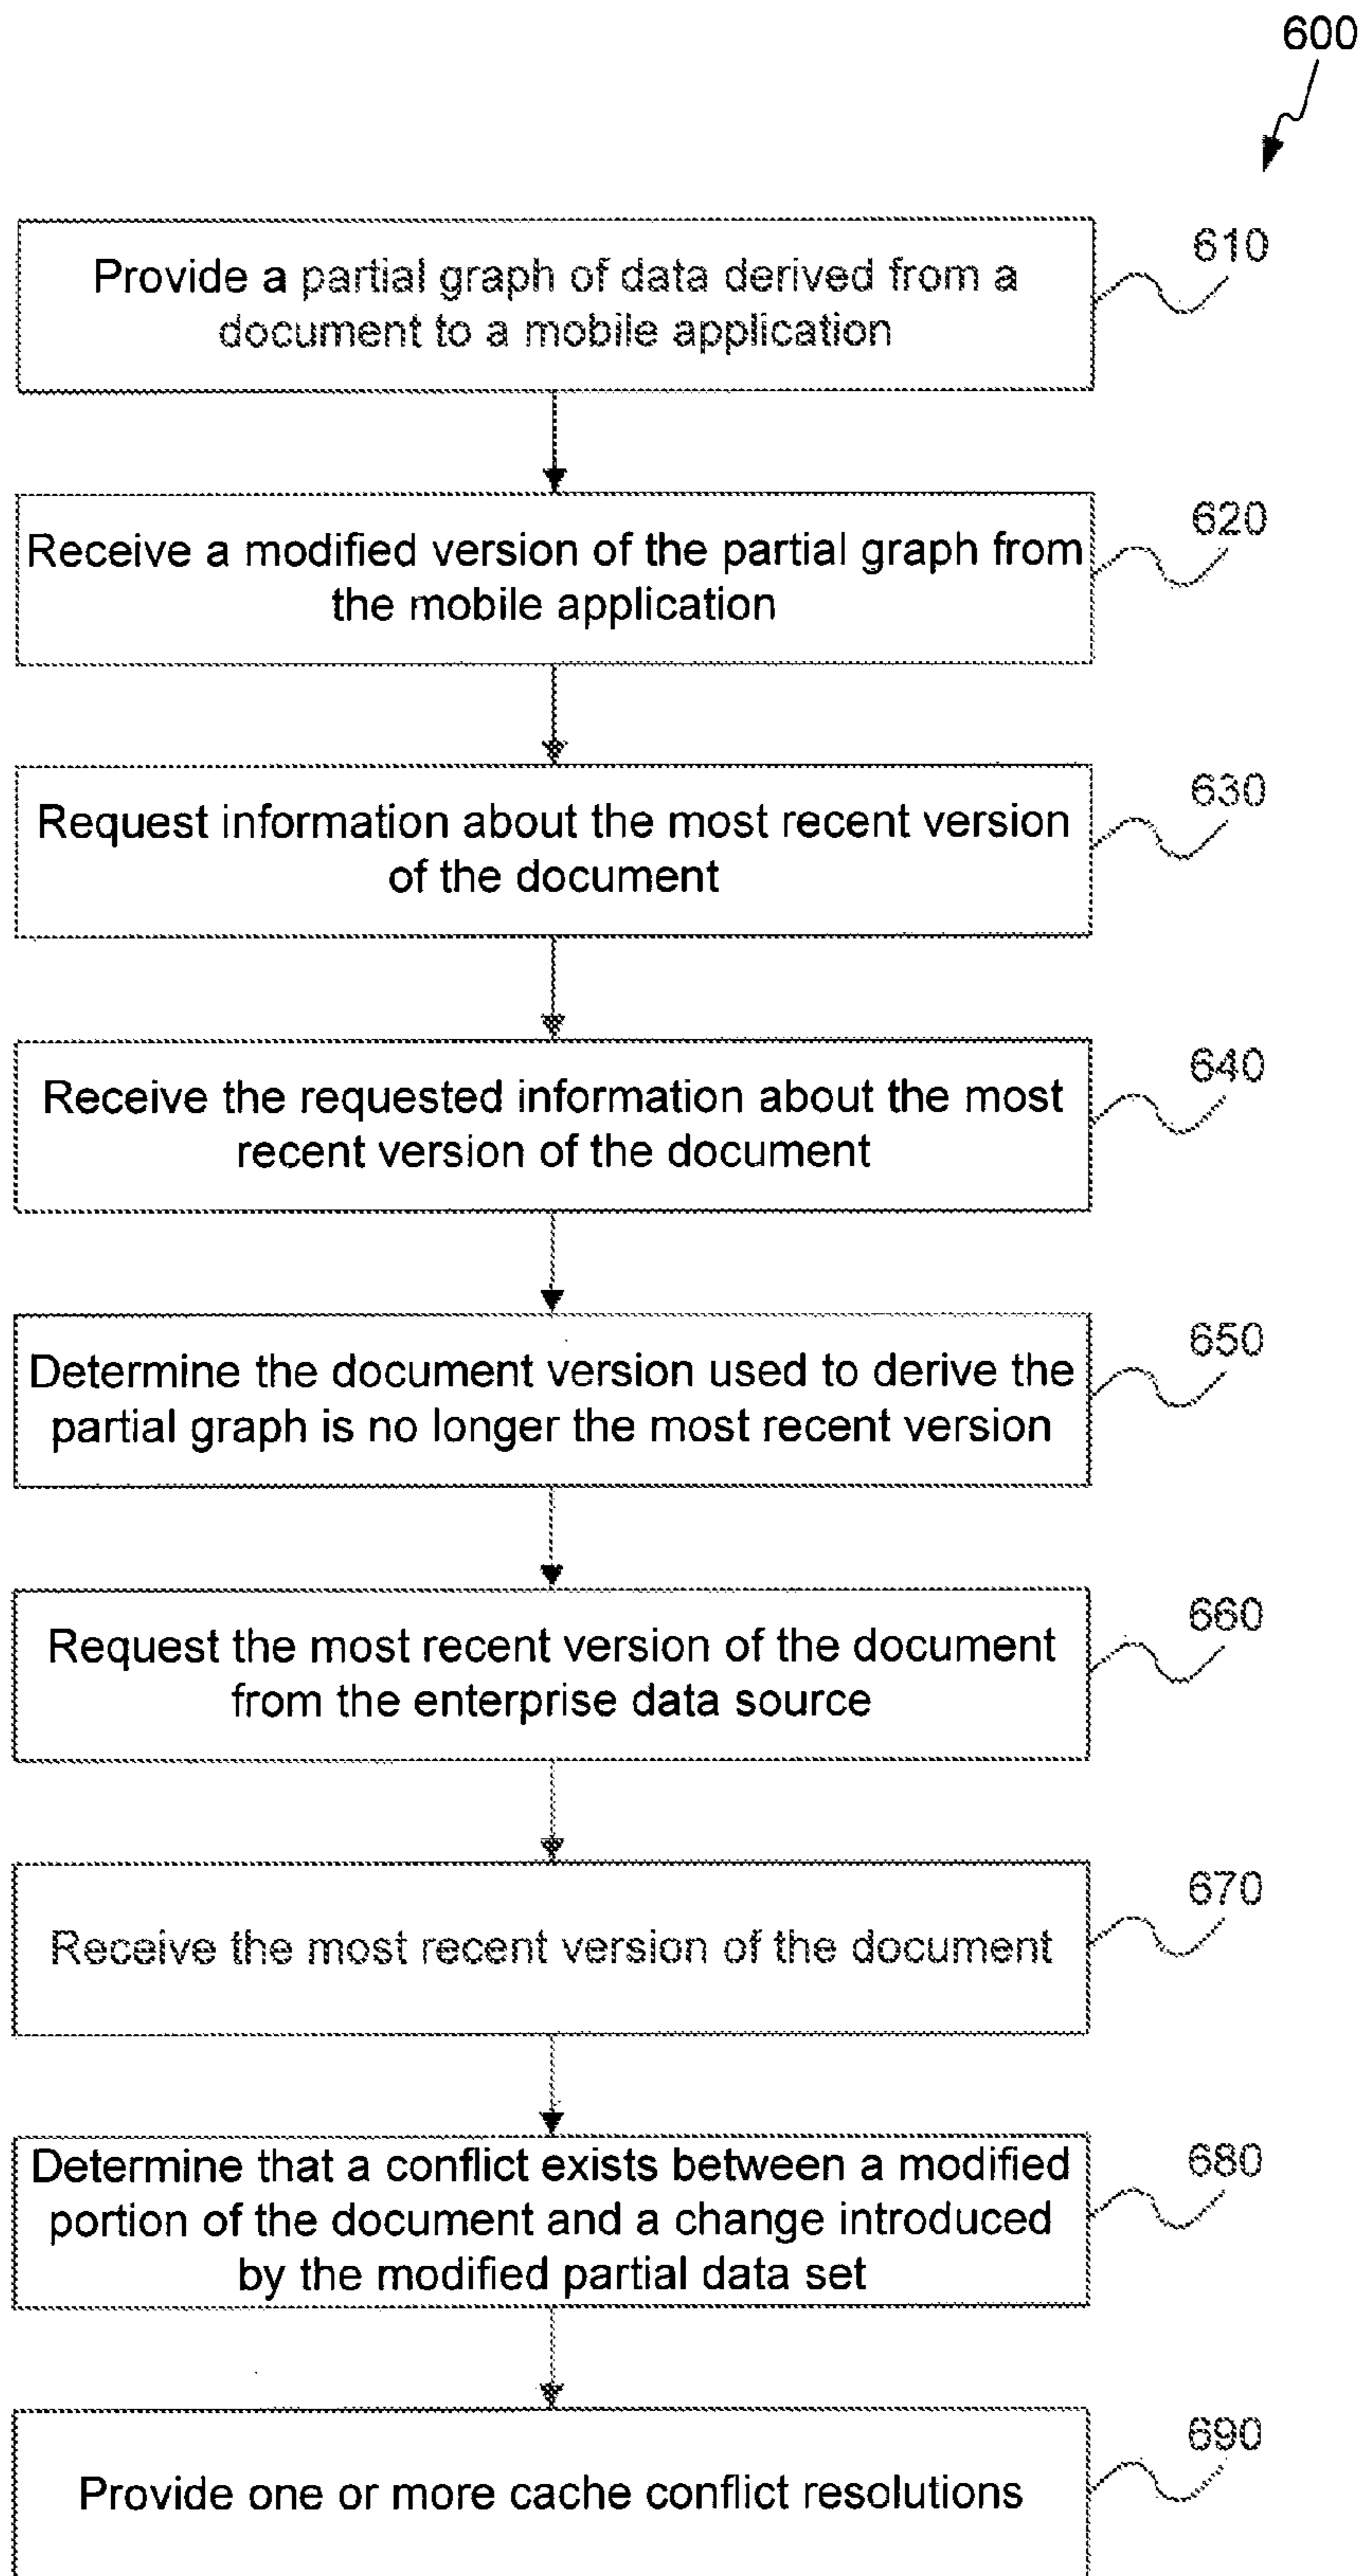 600
610
Provide a partial graph of data derived from a
document to a mobile application
620
Receive a modified version of the partial graph from
the mobile application
630
Request information about the most recent version
of the document
640
Receive the requested information about the most
recent version of the document
650
Determine the document version used to derive the
partial graph is no longer the most recent version
660
Request the most recent version of the document
from the enterprise data source
670
Receive the most recent version of the document
680
Determine that a conflict exists between a modified
portion of the document and a change introduced
by the modified partial data set
690
Provide one or more cache conflict resolutions